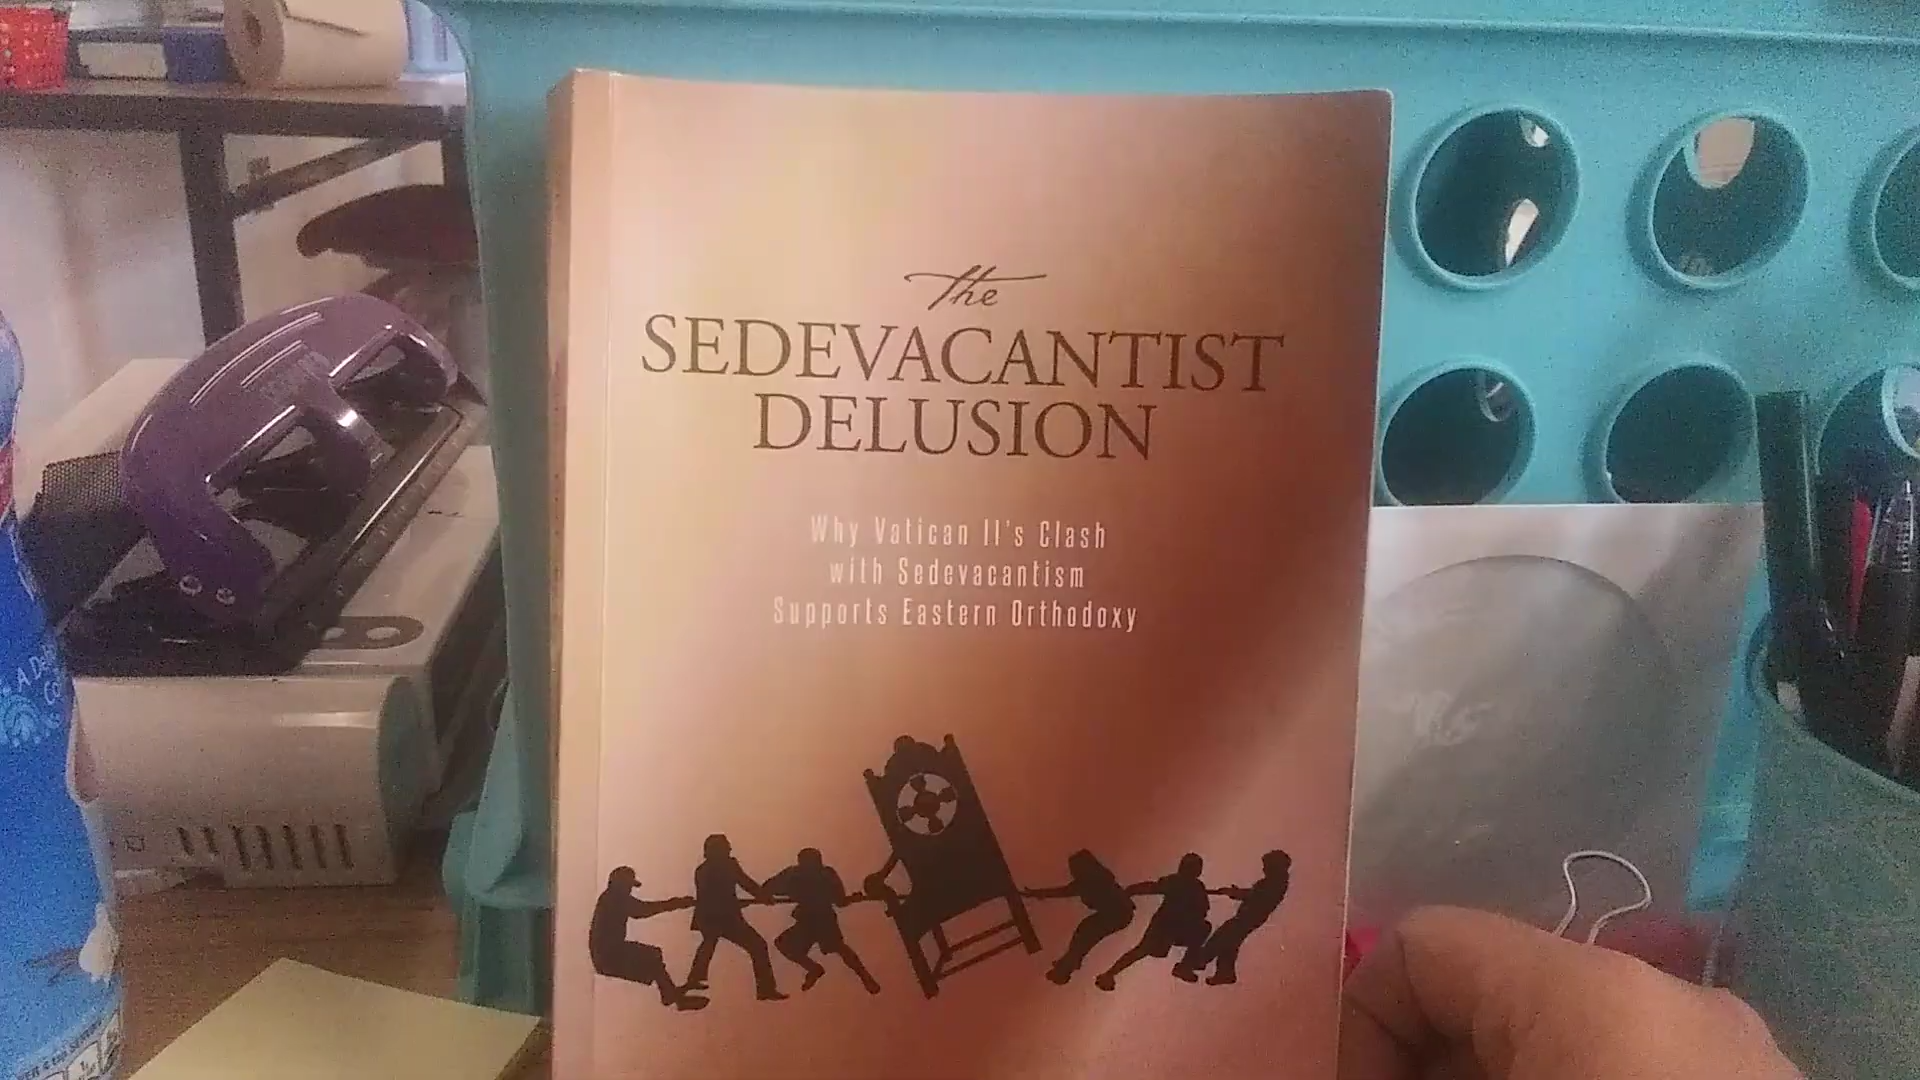 The
SEDEVACANTIST
DELUSION
Why Vatican II's Clash
with Sedevacantism
Supports Eastern Orthodoxy